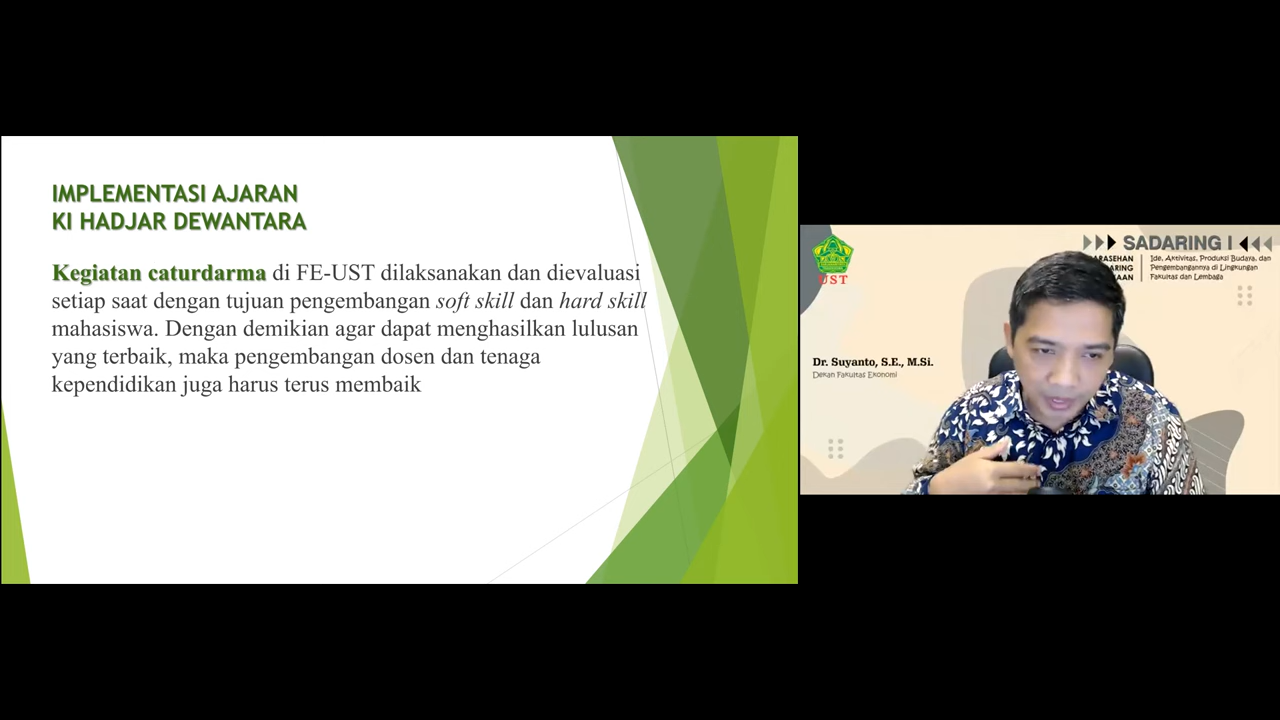 IMPLEMENTASI AJARAN
KI HADJAR DEWANTARA
Kegiatan caturdarma di FE-UST dilaksanakan dan dievaluasi
setiap saat dengan tujuan pengembangan soft skill dan hard skill
mahasiswa. Dengan demikian agar dapat menghasilkan lulusan
yang terbaik, maka pengembangan dosen dan tenaga
kependidikan juga harus terus membaik
UST
SADARING I
ARASEHAN
ARING
AAN
Ide, Aktivitas, Produksi Budaya, dan
Pengembangannya di Lingkungan
Fakultas dan Lembaga
Dr. Suyanto, S.E., M.Si.
Dekan Fakultas Ekonomi